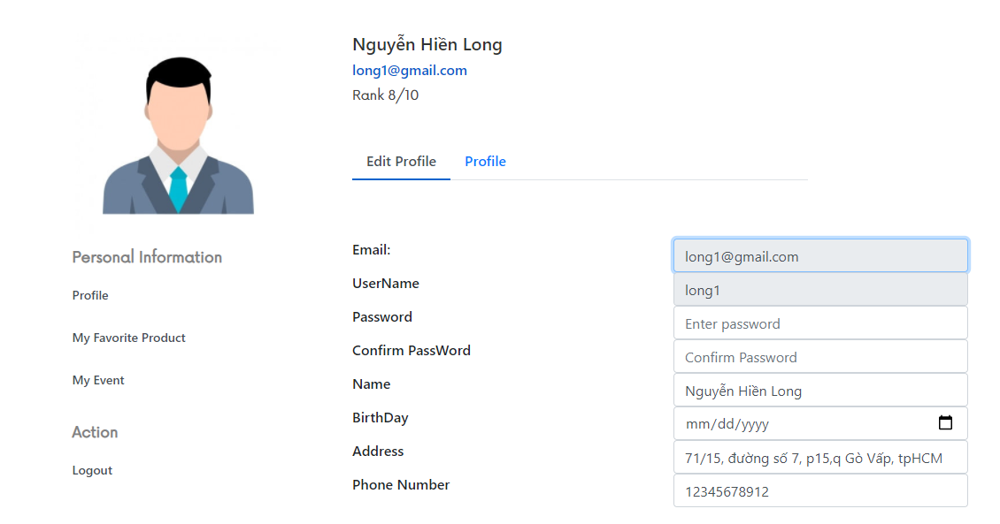 Nguyễn Hiền Long
long1@gmail.com
Rank 8/10
Edit Profile Profile
Personal Information
Profile
My Favorite Product
My Event
Action
Logout
Email: long1@gmail.com
UserName long1
Password Enter password
Confirm PassWord Confirm Password
Name Nguyễn Hiền Long
BirthDay mm/dd/yyyy
Address 71/15, đường số 7, p15,q Gò Vấp, tpHCM
Phone Number 12345678912